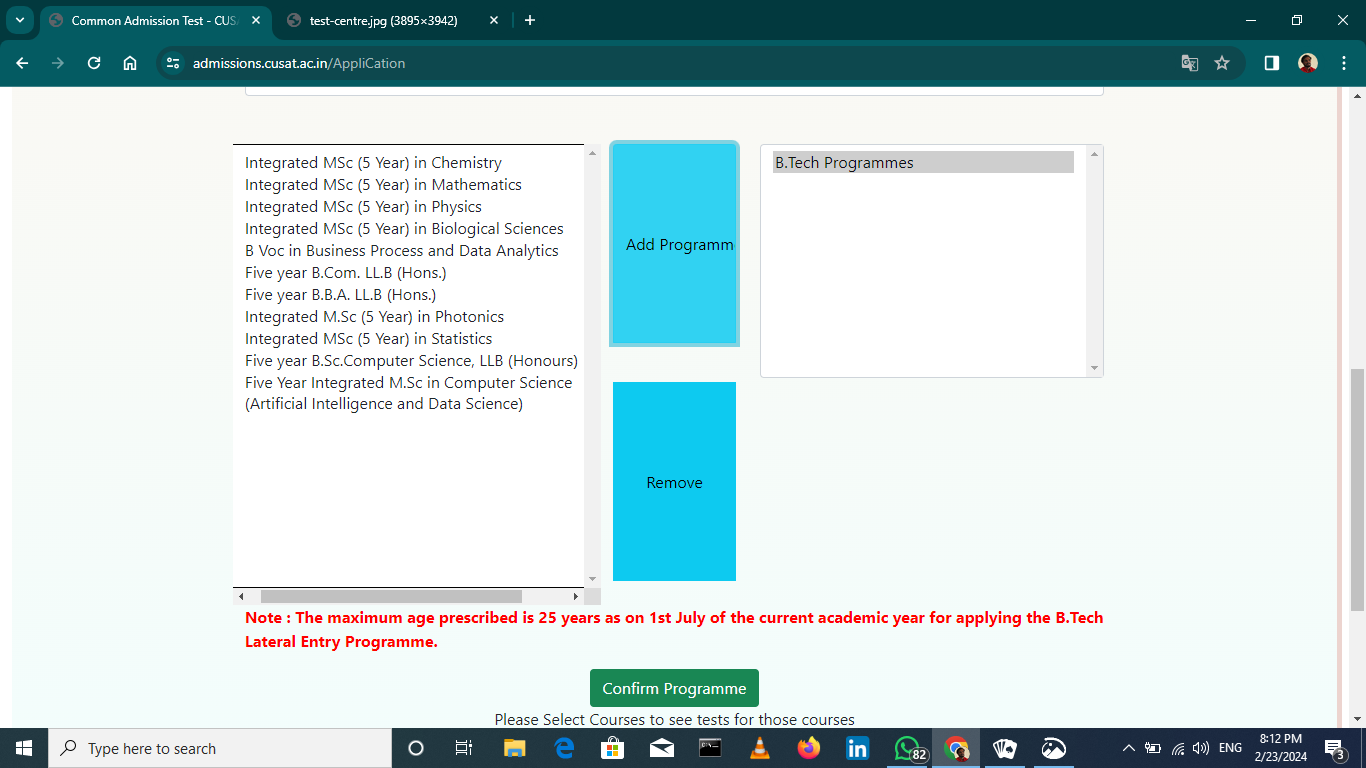 Common Admission Test - CUS
test-centre.jpg (3895×3942)
admissions.cusat.ac.in/AppliCation
Integrated MSc (5 Year) in Chemistry
Integrated MSc (5 Year) in Mathematics
Integrated MSc (5 Year) in Physics
Integrated MSc (5 Year) in Biological Sciences
B Voc in Business Process and Data Analytics
Five year B.Com. LL.B (Hons.)
Five year B.B.A. LL.B (Hons.)
Integrated M.Sc (5 Year) in Photonics
Integrated MSc (5 Year) in Statistics
Five year B.Sc.Computer Science, LLB (Honours)
Five Year Integrated M.Sc in Computer Science
(Artificial Intelligence and Data Science)
Add Programm
Remove
B.Tech Programmes
Note : The maximum age prescribed is 25 years as on 1st July of the current academic year for applying the B.Tech
Lateral Entry Programme.
Confirm Programme
Please Select Courses to see tests for those courses
Type here to search
82
ENG
8:12 PM
2/23/2024
3